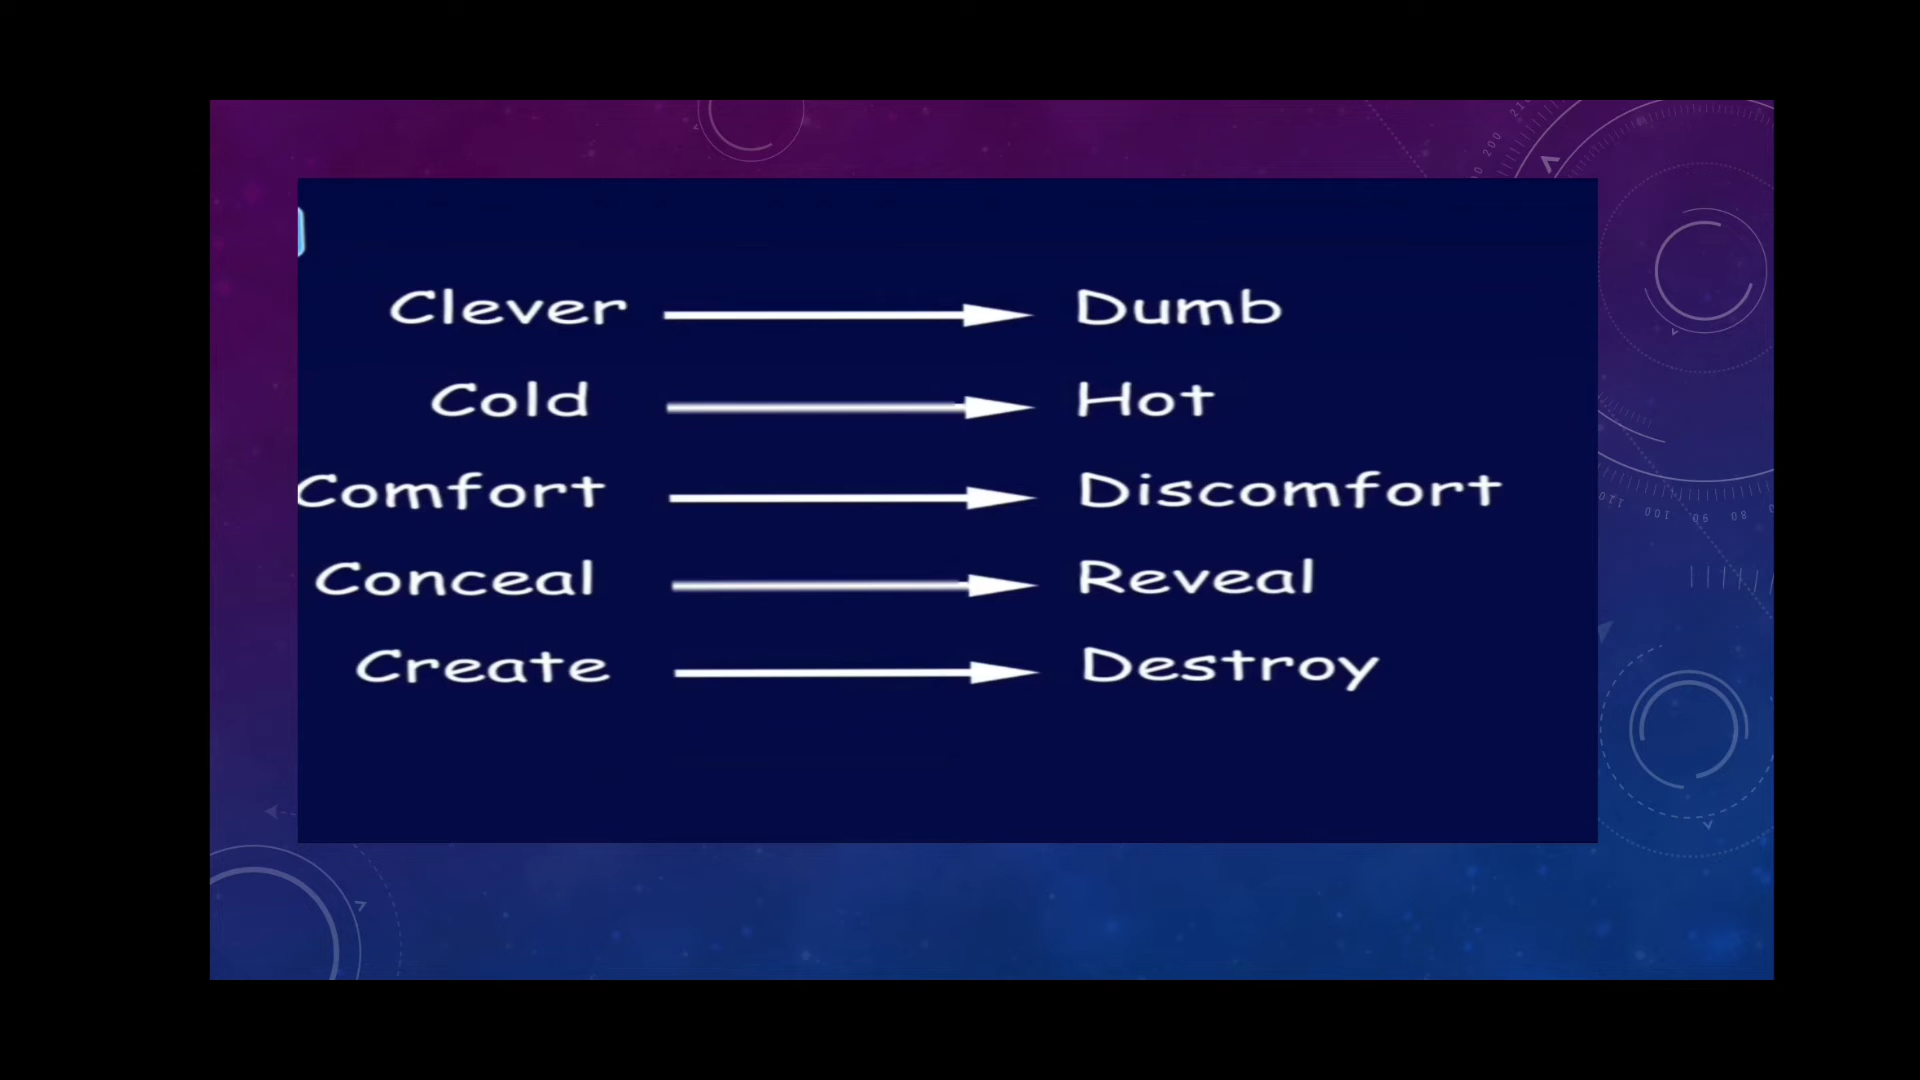 Clever Dumb
Cold Hot
Comfort Discomfort
Conceal Reveal
Create Destroy